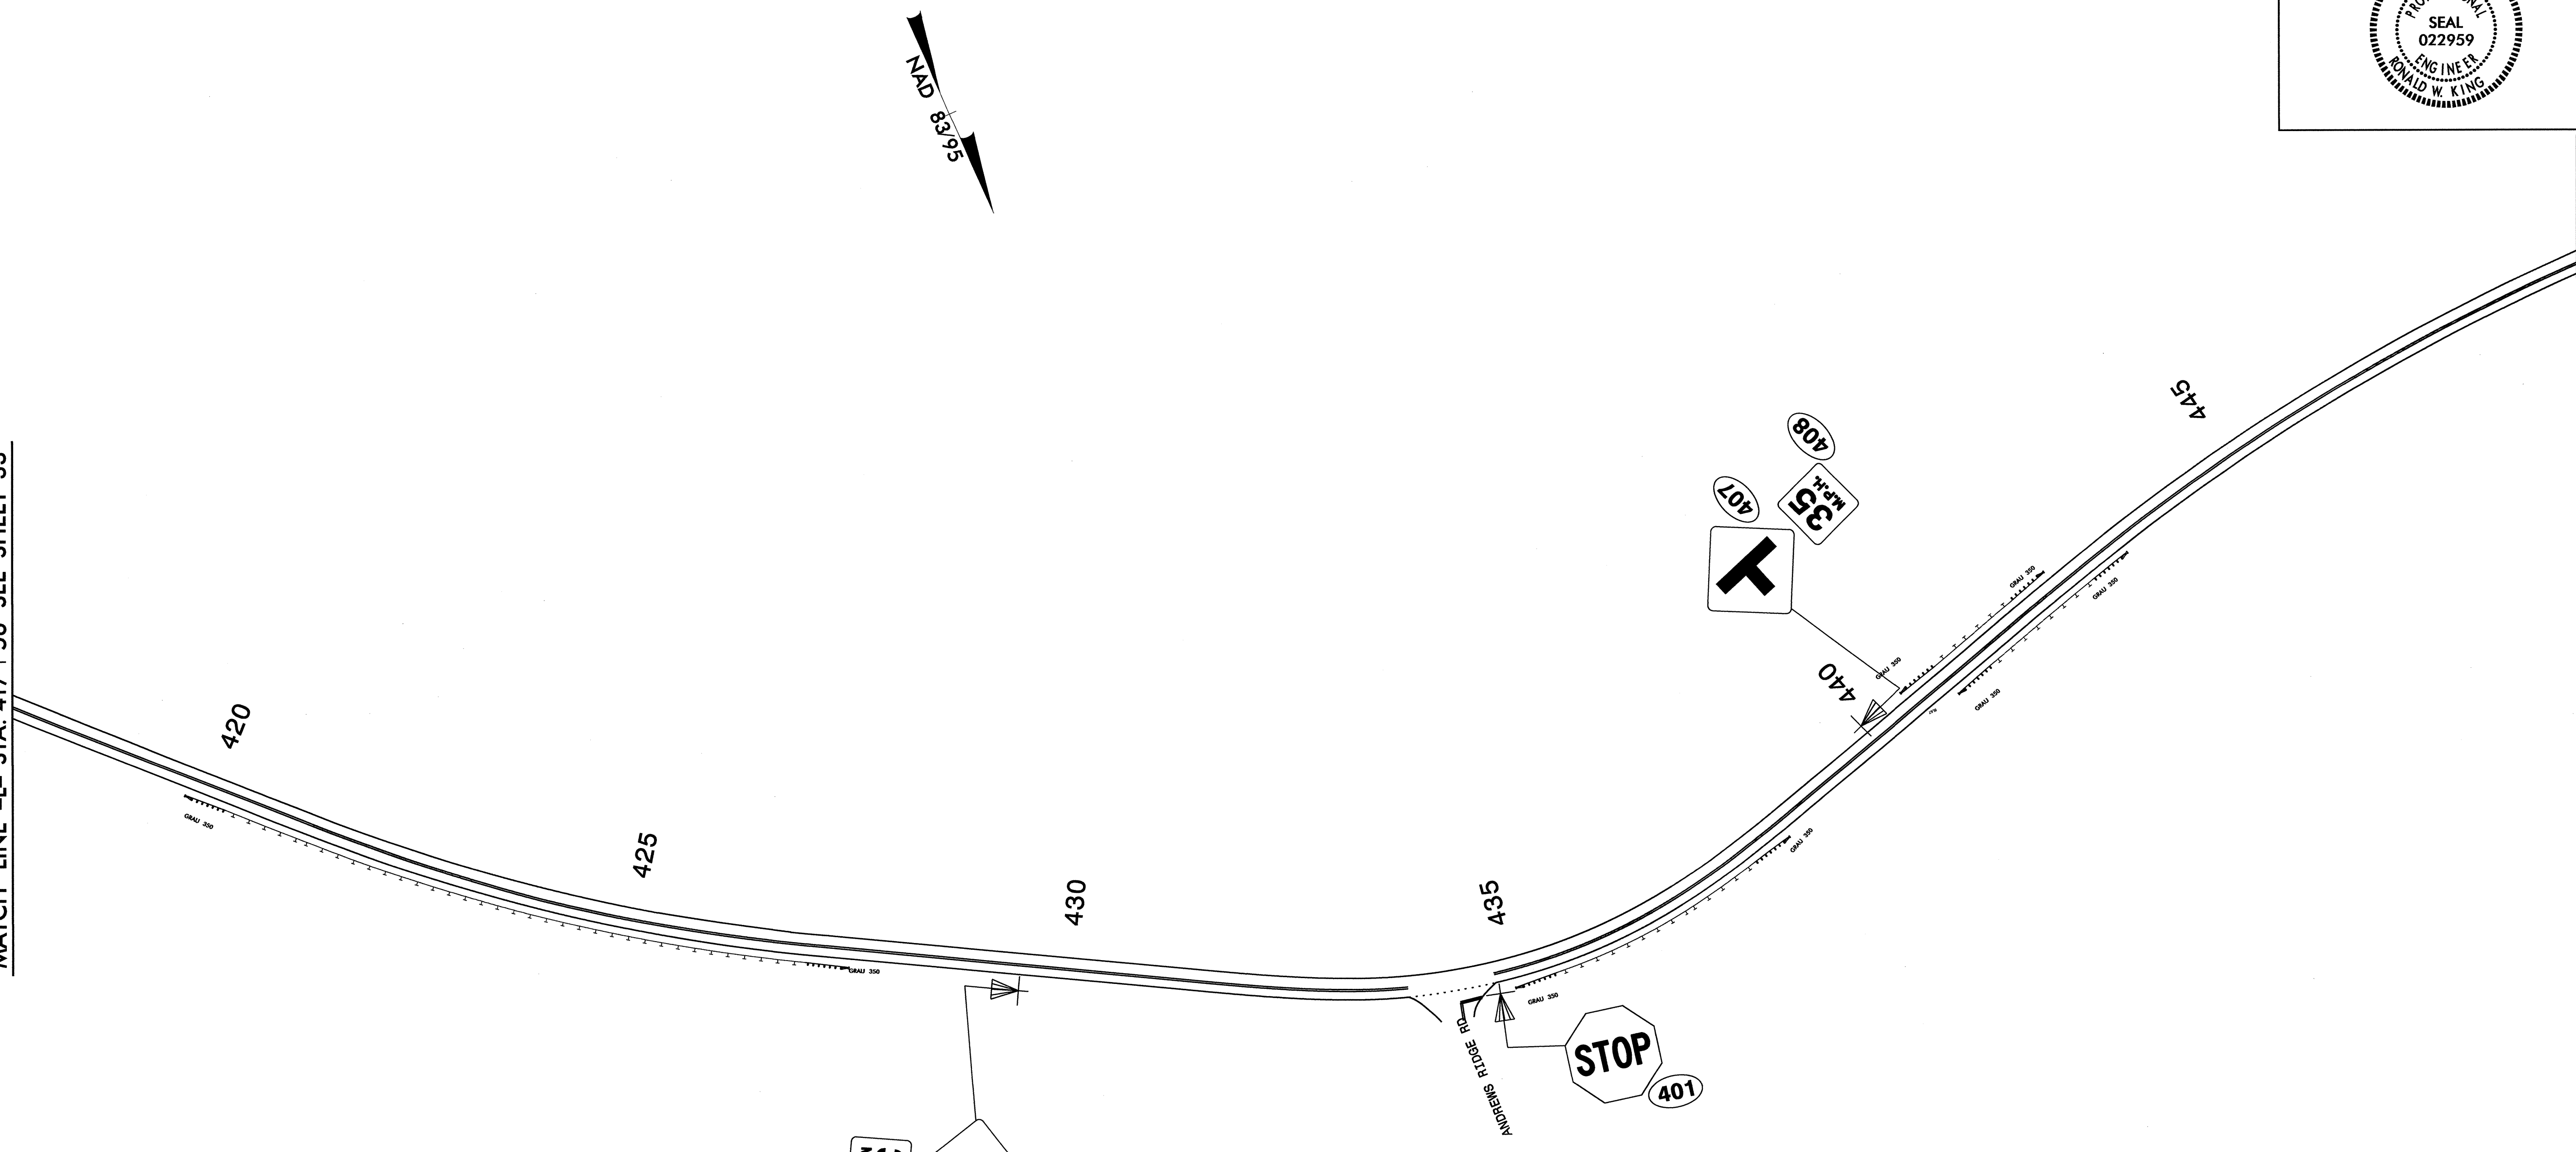 PROFESSIONAL
SEAL
022959
ENGINEER
RONALD W. KING
NAD 83/95
445
408
407
35
M.P.H.
GRAU 350
GRAU 350
GRAU 350
440
GRAU 350
420
GRAU 350
425
GRAU 350
430
435
GRAU 350
GRAU 350
ANDREWS RIDGE RD
STOP
401
MATCH LINE -L- STA. 417+50 SEE SHEET